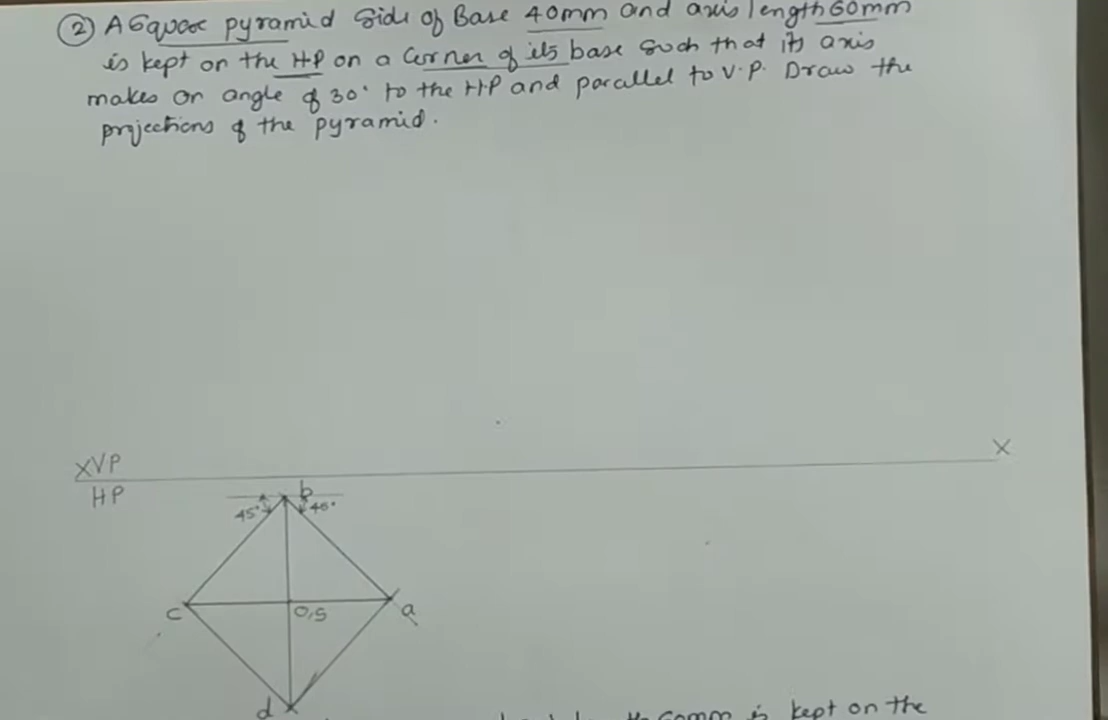 ② A Square pyramid Side of Base 40mm and axis length 60mm
is kept on the HP on a Corner of its base such that its axis
makes an angle of 30° to the HP and parallel to V.P. Draw the
projections of the pyramid.
X VP X
HP
b
45° 45°
c o,s a
d
60mm is kept on the